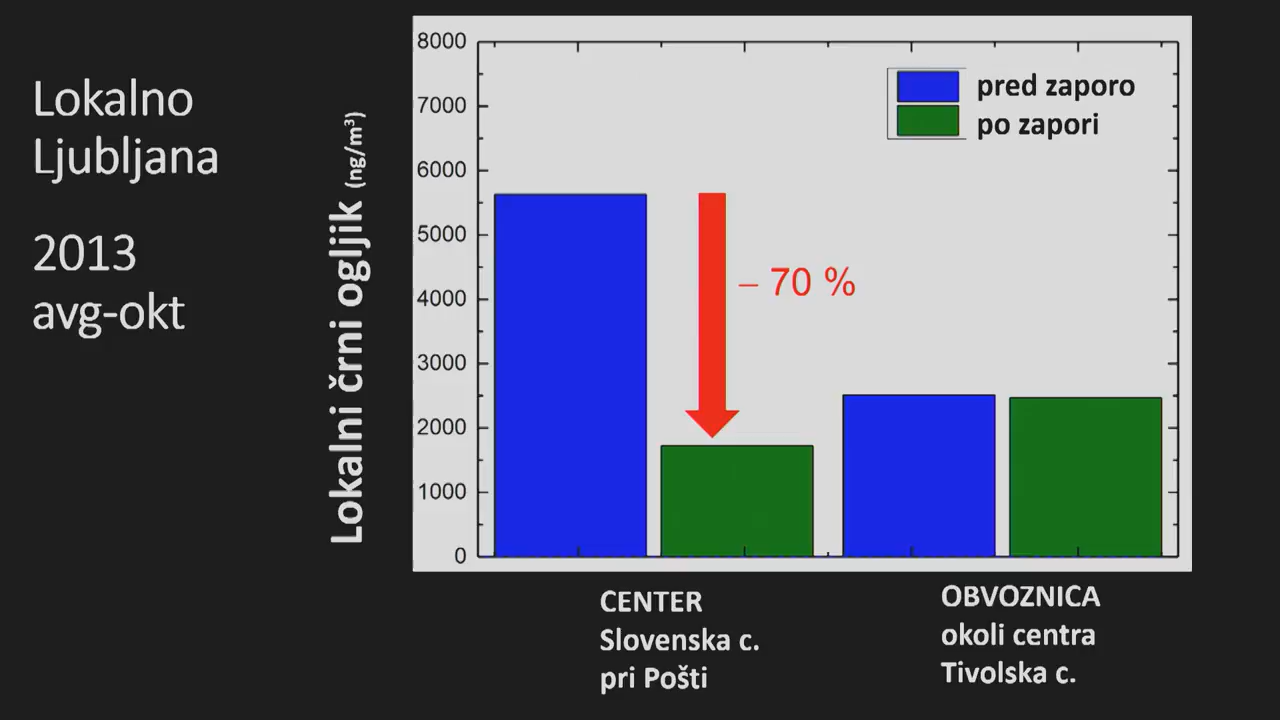 Lokalno
Ljubljana
2013
avg-okt
Lokalni črni ogljik (ng/m³)
8000
7000
6000
5000
4000
3000
2000
1000
0
pred zaporo
po zapori
– 70 %
CENTER
Slovenska c.
pri Pošti
OBVOZNICA
okoli centra
Tivolska c.